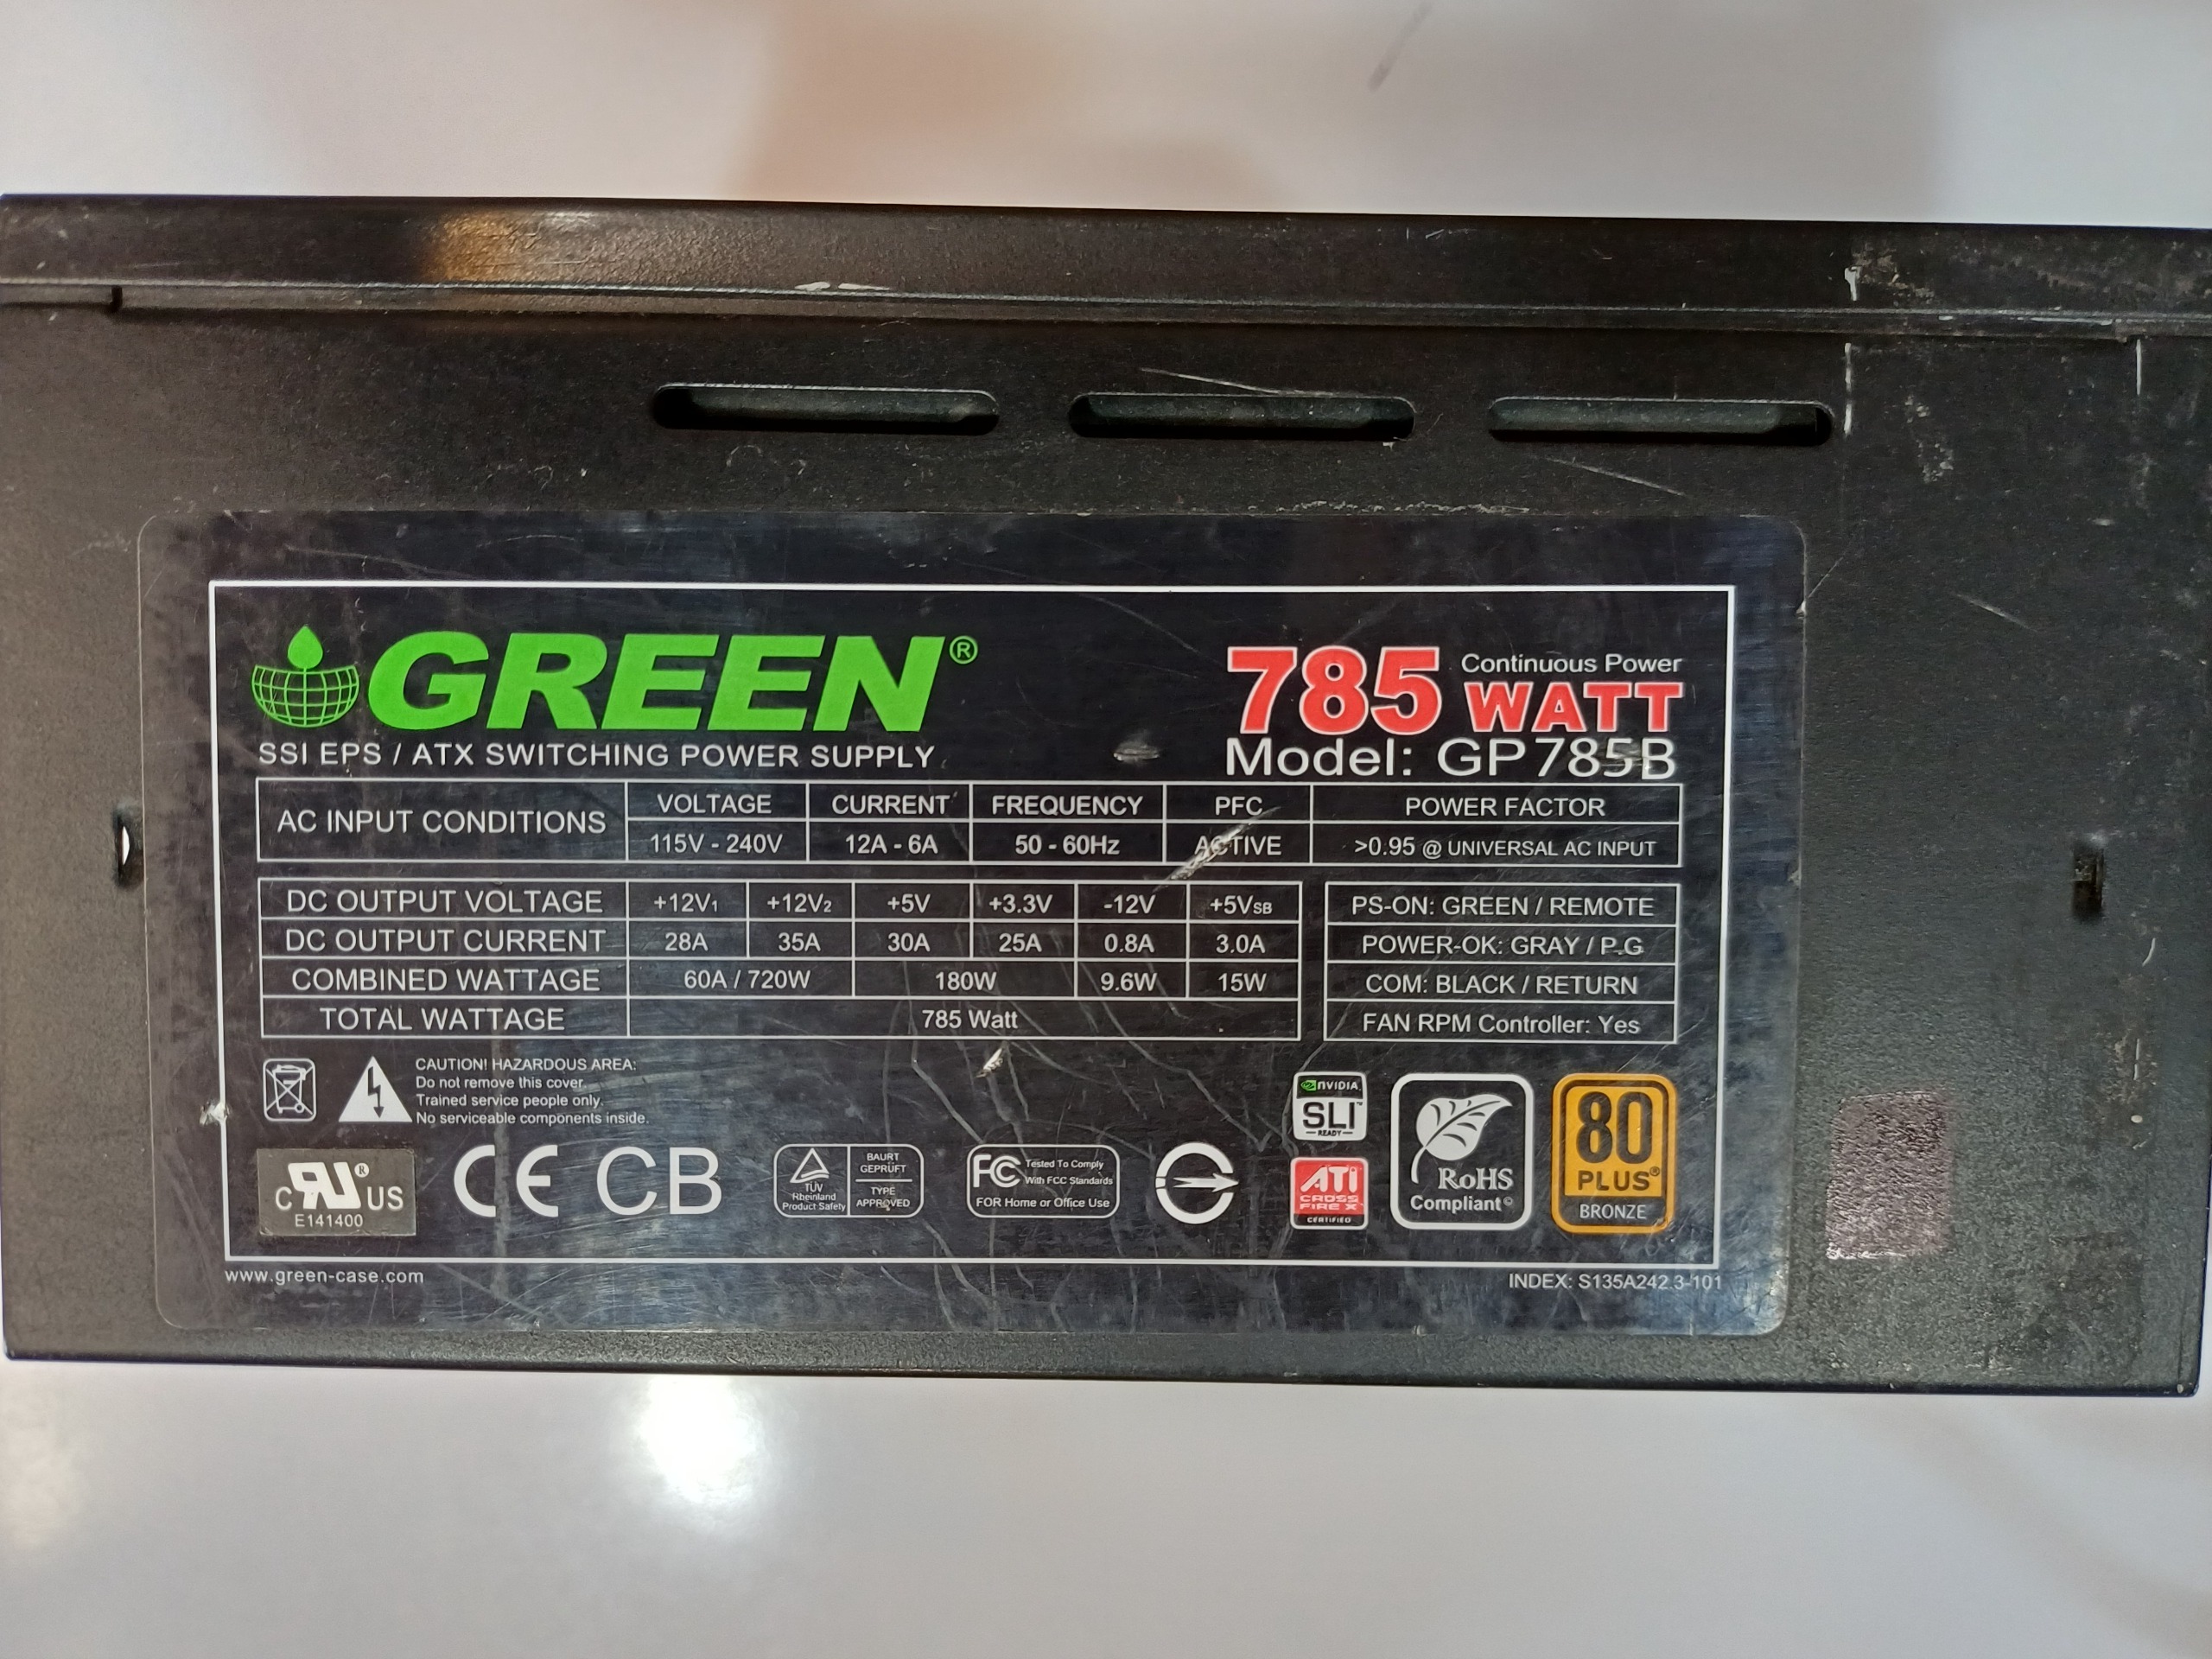 GREEN®
SSI EPS / ATX SWITCHING POWER SUPPLY
785 Continuous Power
WATT
Model: GP785B
AC INPUT CONDITIONS VOLTAGE CURRENT FREQUENCY PFC POWER FACTOR
115V - 240V 12A - 6A 50 - 60Hz ACTIVE >0.95 @ UNIVERSAL AC INPUT
DC OUTPUT VOLTAGE +12V1 +12V2 +5V +3.3V -12V +5VSB
DC OUTPUT CURRENT 28A 35A 30A 25A 0.8A 3.0A
COMBINED WATTAGE 60A / 720W 180W 9.6W 15W
TOTAL WATTAGE 785 Watt
PS-ON: GREEN / REMOTE
POWER-OK: GRAY / P.G
COM: BLACK / RETURN
FAN RPM Controller: Yes
CAUTION! HAZARDOUS AREA:
Do not remove this cover.
Trained service people only.
No serviceable components inside.
C RU® US
E141400
CE CB
TÜV
Rheinland
Product Safety
BAURT
GEPRÜFT
TYPE
APPROVED
FC Tested To Comply
With FCC Standards
FOR Home or Office Use
NVIDIA
SLI™
READY
ATI
CROSS
FIRE X
CERTIFIED
RoHS
Compliant©
80
PLUS®
BRONZE
www.green-case.com
INDEX: S135A242.3-101